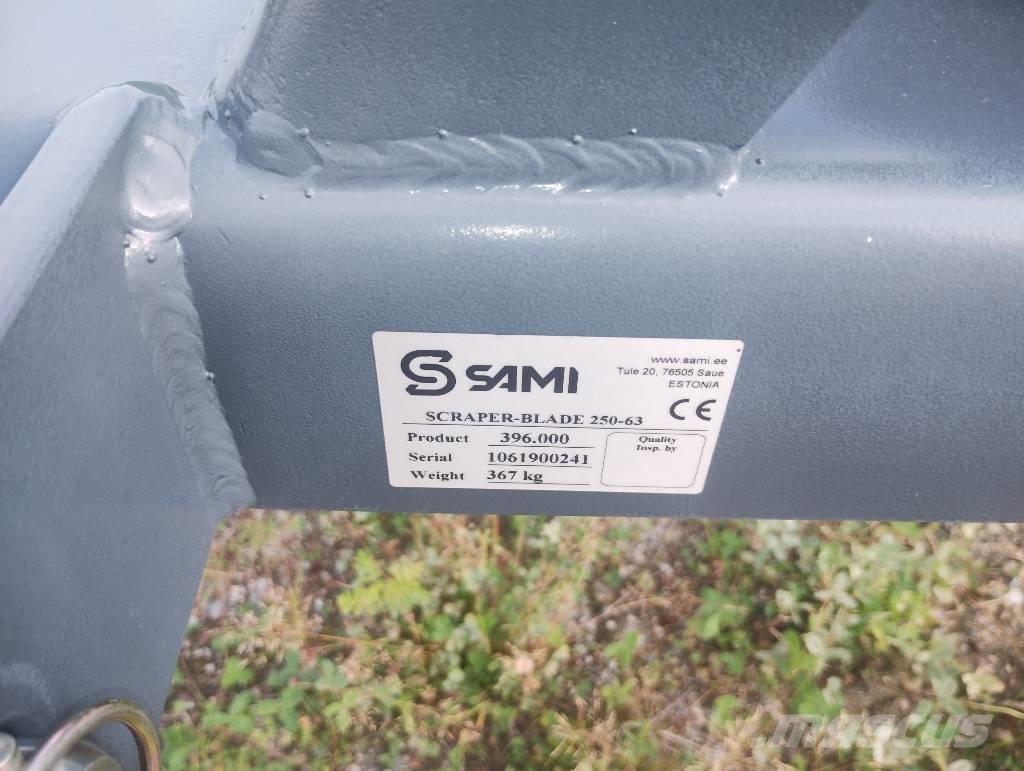 SAMI
www.sami.ee
Tule 20, 76505 Saue
ESTONIA
CE
SCRAPER-BLADE 250-63
Product 396.000
Serial 1061900241
Weight 367 kg
Quality
Insp. by
mascus